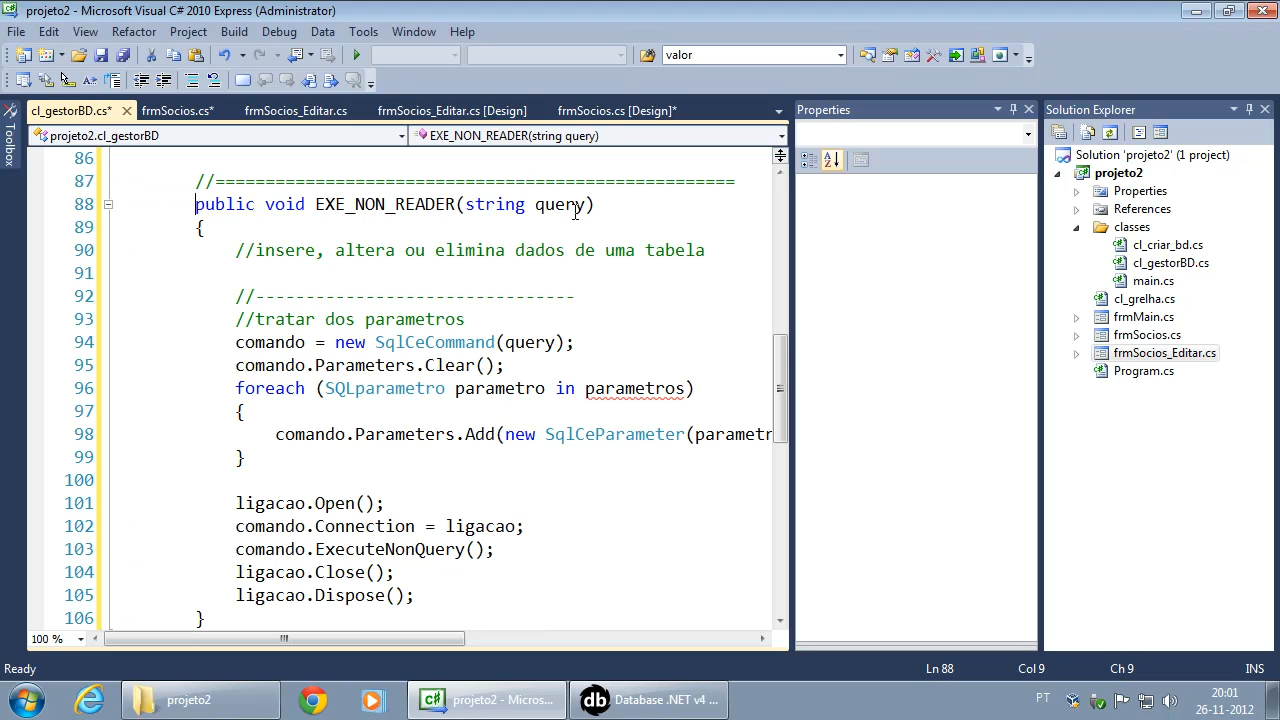 projeto2 - Microsoft Visual C# 2010 Express (Administrator)
File Edit View Refactor Project Build Debug Data Tools Window Help
valor
cl_gestorBD.cs* frmSocios.cs* frmSocios_Editar.cs frmSocios_Editar.cs [Design] frmSocios.cs [Design]*
Toolbox
projeto2.cl_gestorBD EXE_NON_READER(string query)
86
87 //====================================================
88 public void EXE_NON_READER(string query)
89 {
90 //insere, altera ou elimina dados de uma tabela
91
92 //--------------------------------
93 //tratar dos parametros
94 comando = new SqlCeCommand(query);
95 comando.Parameters.Clear();
96 foreach (SQLparametro parametro in parametros)
97 {
98 comando.Parameters.Add(new SqlCeParameter(parametr
99 }
100
101 ligacao.Open();
102 comando.Connection = ligacao;
103 comando.ExecuteNonQuery();
104 ligacao.Close();
105 ligacao.Dispose();
106 }
100 %
Properties
Solution Explorer
Solution 'projeto2' (1 project)
projeto2
Properties
References
classes
cl_criar_bd.cs
cl_gestorBD.cs
main.cs
cl_grelha.cs
frmMain.cs
frmSocios.cs
frmSocios_Editar.cs
Program.cs
Ready Ln 88 Col 9 Ch 9 INS
projeto2 projeto2 - Micros... Database .NET v4 ... PT 20:01
26-11-2012